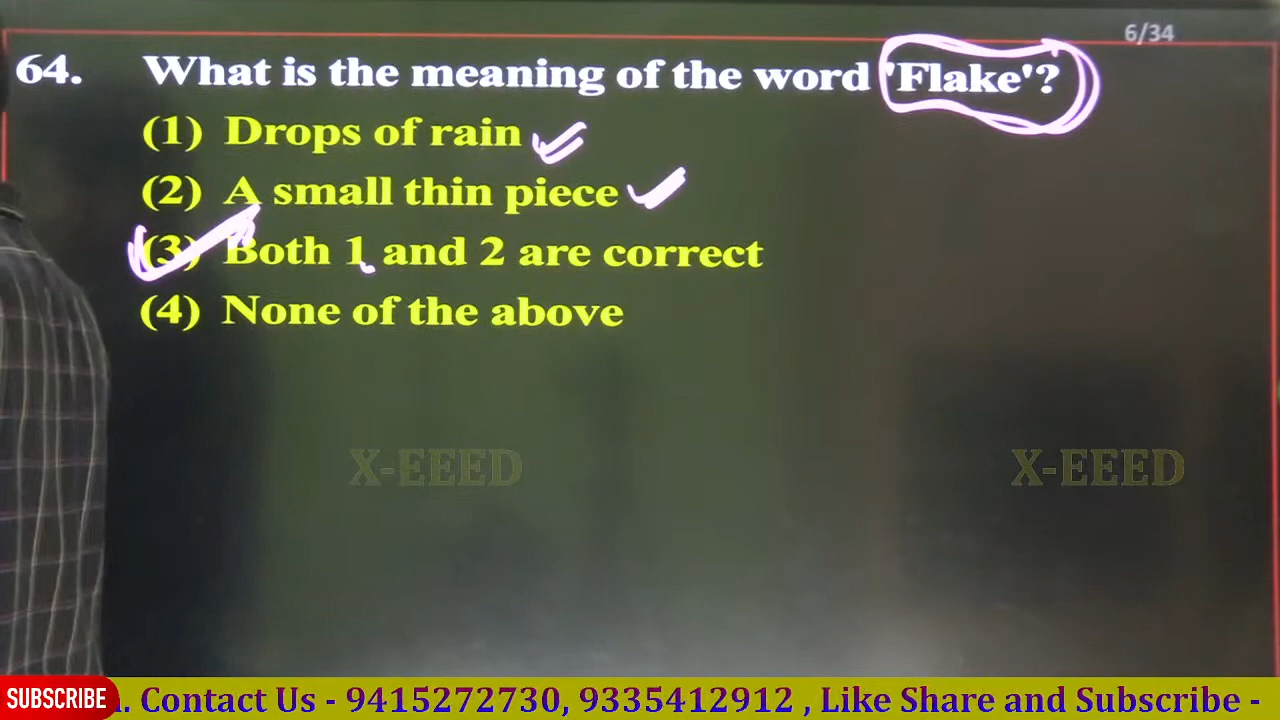 6/34
64. What is the meaning of the word 'Flake'?
(1) Drops of rain
(2) A small thin piece
(3) Both 1 and 2 are correct
(4) None of the above
X-EEED X-EEED
SUBSCRIBE . Contact Us - 9415272730, 9335412912 , Like Share and Subscribe -